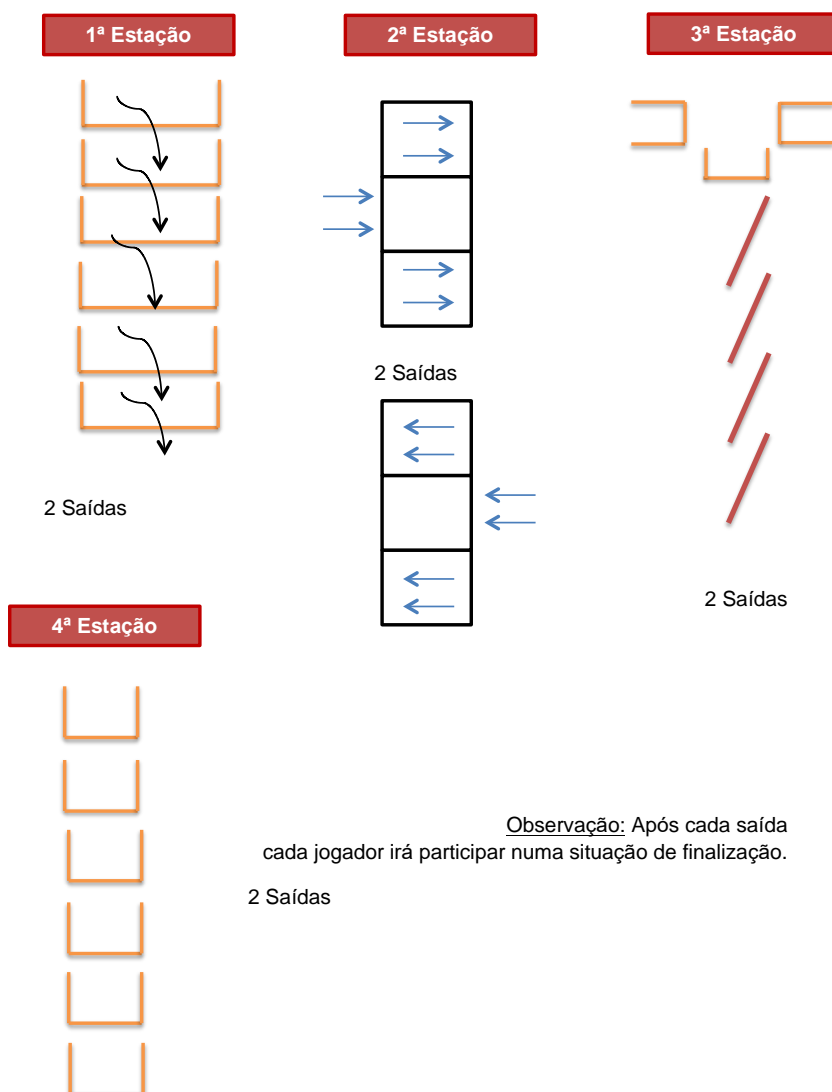 1ª Estação
2ª Estação
3ª Estação
2 Saídas
2 Saídas
2 Saídas
4ª Estação
Observação: Após cada saída
cada jogador irá participar numa situação de finalização.
2 Saídas